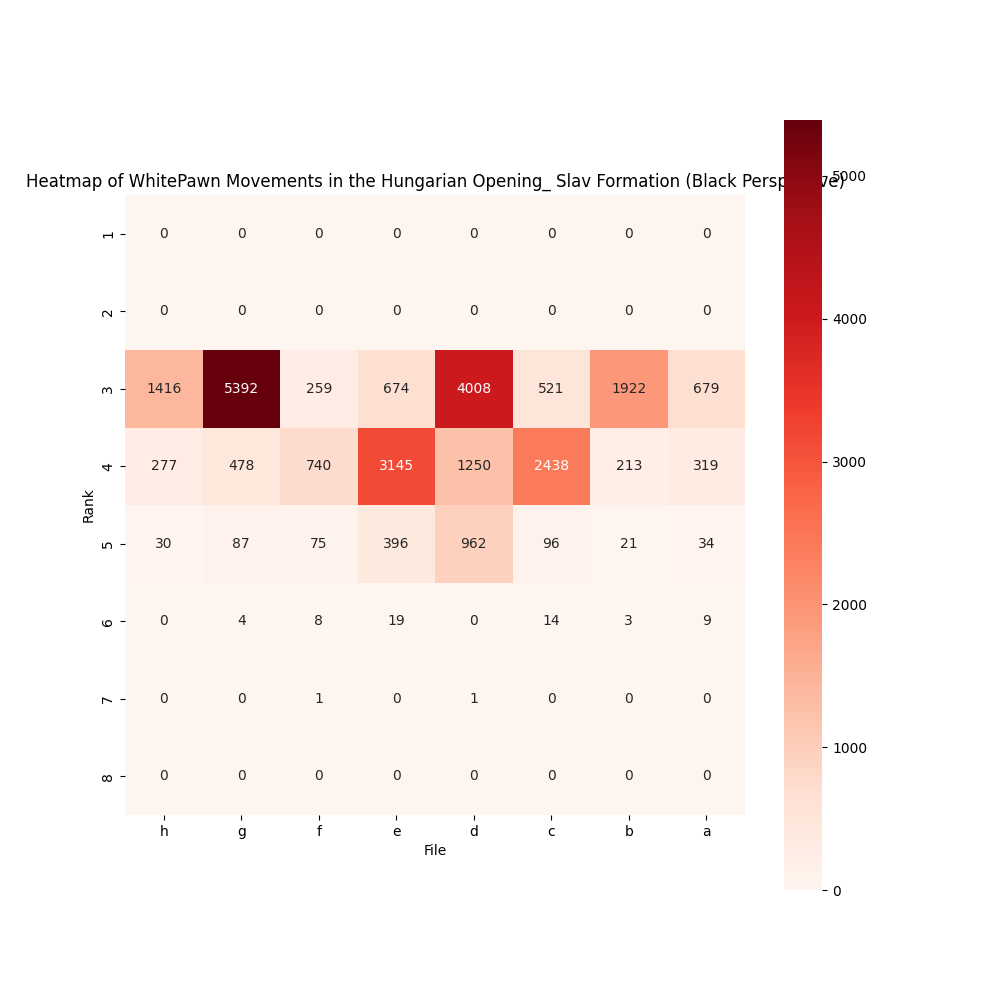 Heatmap of WhitePawn Movements in the Hungarian Opening_ Slav Formation (Black Perspective)
5000
1 0 0 0 0 0 0 0 0
2 0 0 0 0 0 0 0 0
4000
3 1416 5392 259 674 4008 521 1922 679
3000
4 277 478 740 3145 1250 2438 213 319
Rank
5 30 87 75 396 962 96 21 34
2000
6 0 4 8 19 0 14 3 9
7 0 0 1 0 1 0 0 0
1000
8 0 0 0 0 0 0 0 0
h g f e d c b a
File
0